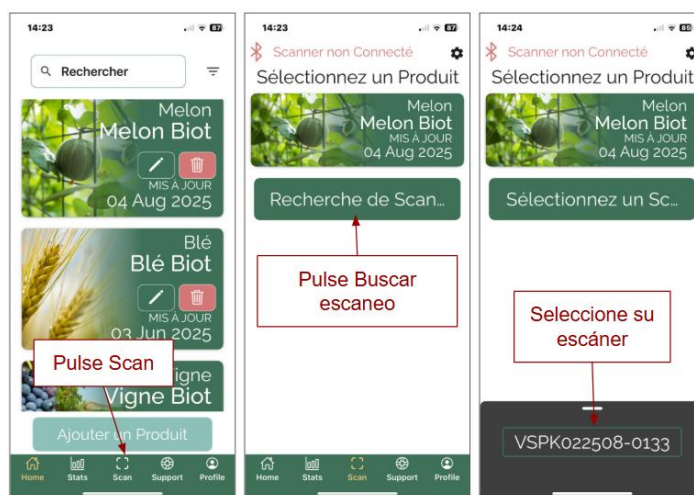 14:23
87
Rechercher
Melon
Melon Biot
MIS À JOUR
04 Aug 2025
Blé
Blé Biot
MIS À JOUR
03 Jun 2025
Pulse Scan
igne
Vigne Biot
Ajouter un Produit
Home Stats Scan Support Profile
14:23
87
Scanner non Connecté
Sélectionnez un Produit
Melon
Melon Biot
MIS À JOUR
04 Aug 2025
Recherche de Scan...
Pulse Buscar
escaneo
Home Stats Scan Support Profile
14:24
Scanner non Connecté
Sélectionnez un Produit
Melon
Melon Biot
MIS À JOUR
04 Aug 2025
Sélectionnez un Sc...
Seleccione su
escáner
VSPK022508-0133